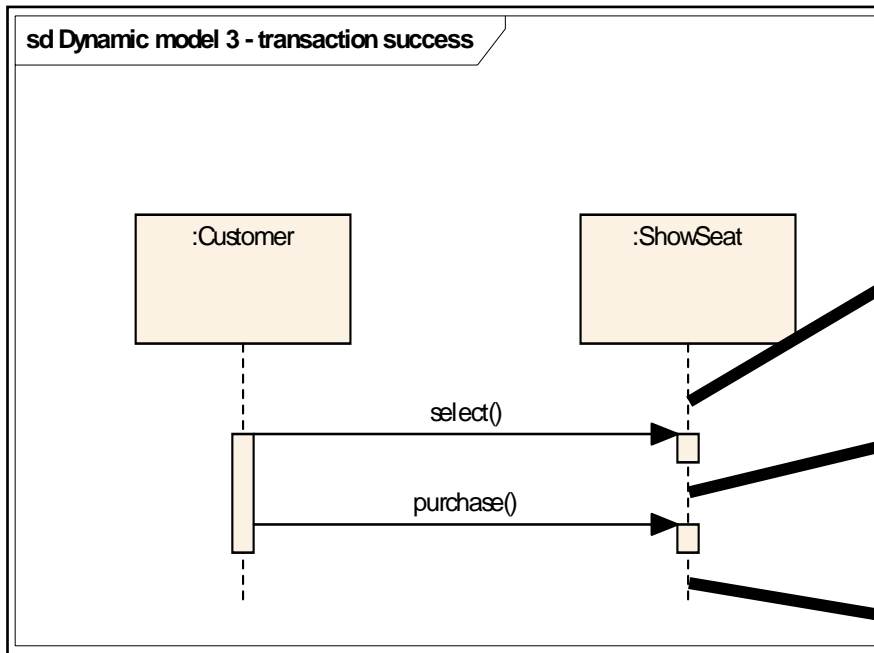 sd Dynamic model 3 - transaction success
:Customer
:ShowSeat
select()
purchase()